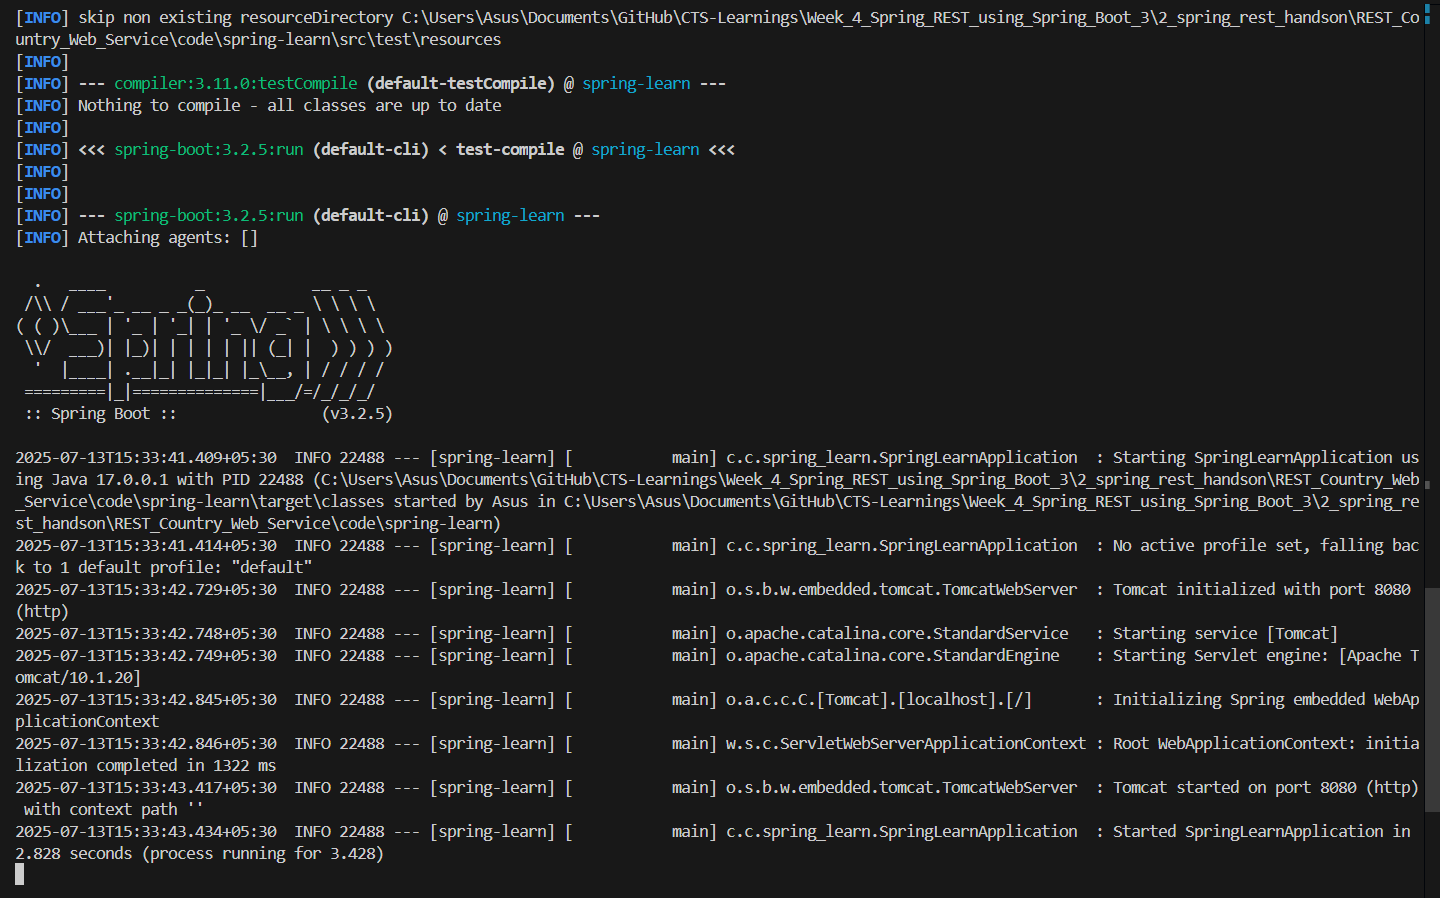 [INFO] skip non existing resourceDirectory C:\Users\Asus\Documents\GitHub\CTS-Learnings\Week_4_Spring_REST_using_Spring_Boot_3\2_spring_rest_handson\REST_Co
untry_Web_Service\code\spring-learn\src\test\resources
[INFO]
[INFO] --- compiler:3.11.0:testCompile (default-testCompile) @ spring-learn ---
[INFO] Nothing to compile - all classes are up to date
[INFO]
[INFO] <<< spring-boot:3.2.5:run (default-cli) < test-compile @ spring-learn <<<
[INFO]
[INFO]
[INFO] --- spring-boot:3.2.5:run (default-cli) @ spring-learn ---
[INFO] Attaching agents: []

  .   ____          _            __ _ _
 /\\ / ___'_ __ _ _(_)_ __  __ _ \ \ \ \
( ( )\___ | '_ | '_| | '_ \/ _` | \ \ \ \
 \\/  ___)| |_)| | | | | || (_| |  ) ) ) )
  '  |____| .__|_| |_|_| |_\__, | / / / /
 =========|_|==============|___/=/_/_/_/
 :: Spring Boot ::                (v3.2.5)

2025-07-13T15:33:41.409+05:30  INFO 22488 --- [spring-learn] [           main] c.c.spring_learn.SpringLearnApplication  : Starting SpringLearnApplication us
ing Java 17.0.0.1 with PID 22488 (C:\Users\Asus\Documents\GitHub\CTS-Learnings\Week_4_Spring_REST_using_Spring_Boot_3\2_spring_rest_handson\REST_Country_Web
_Service\code\spring-learn\target\classes started by Asus in C:\Users\Asus\Documents\GitHub\CTS-Learnings\Week_4_Spring_REST_using_Spring_Boot_3\2_spring_re
st_handson\REST_Country_Web_Service\code\spring-learn)
2025-07-13T15:33:41.414+05:30  INFO 22488 --- [spring-learn] [           main] c.c.spring_learn.SpringLearnApplication  : No active profile set, falling bac
k to 1 default profile: "default"
2025-07-13T15:33:42.729+05:30  INFO 22488 --- [spring-learn] [           main] o.s.b.w.embedded.tomcat.TomcatWebServer  : Tomcat initialized with port 8080
(http)
2025-07-13T15:33:42.748+05:30  INFO 22488 --- [spring-learn] [           main] o.apache.catalina.core.StandardService   : Starting service [Tomcat]
2025-07-13T15:33:42.749+05:30  INFO 22488 --- [spring-learn] [           main] o.apache.catalina.core.StandardEngine    : Starting Servlet engine: [Apache T
omcat/10.1.20]
2025-07-13T15:33:42.845+05:30  INFO 22488 --- [spring-learn] [           main] o.a.c.c.C.[Tomcat].[localhost].[/]       : Initializing Spring embedded WebAp
plicationContext
2025-07-13T15:33:42.846+05:30  INFO 22488 --- [spring-learn] [           main] w.s.c.ServletWebServerApplicationContext : Root WebApplicationContext: initia
lization completed in 1322 ms
2025-07-13T15:33:43.417+05:30  INFO 22488 --- [spring-learn] [           main] o.s.b.w.embedded.tomcat.TomcatWebServer  : Tomcat started on port 8080 (http)
 with context path ''
2025-07-13T15:33:43.434+05:30  INFO 22488 --- [spring-learn] [           main] c.c.spring_learn.SpringLearnApplication  : Started SpringLearnApplication in
2.828 seconds (process running for 3.428)